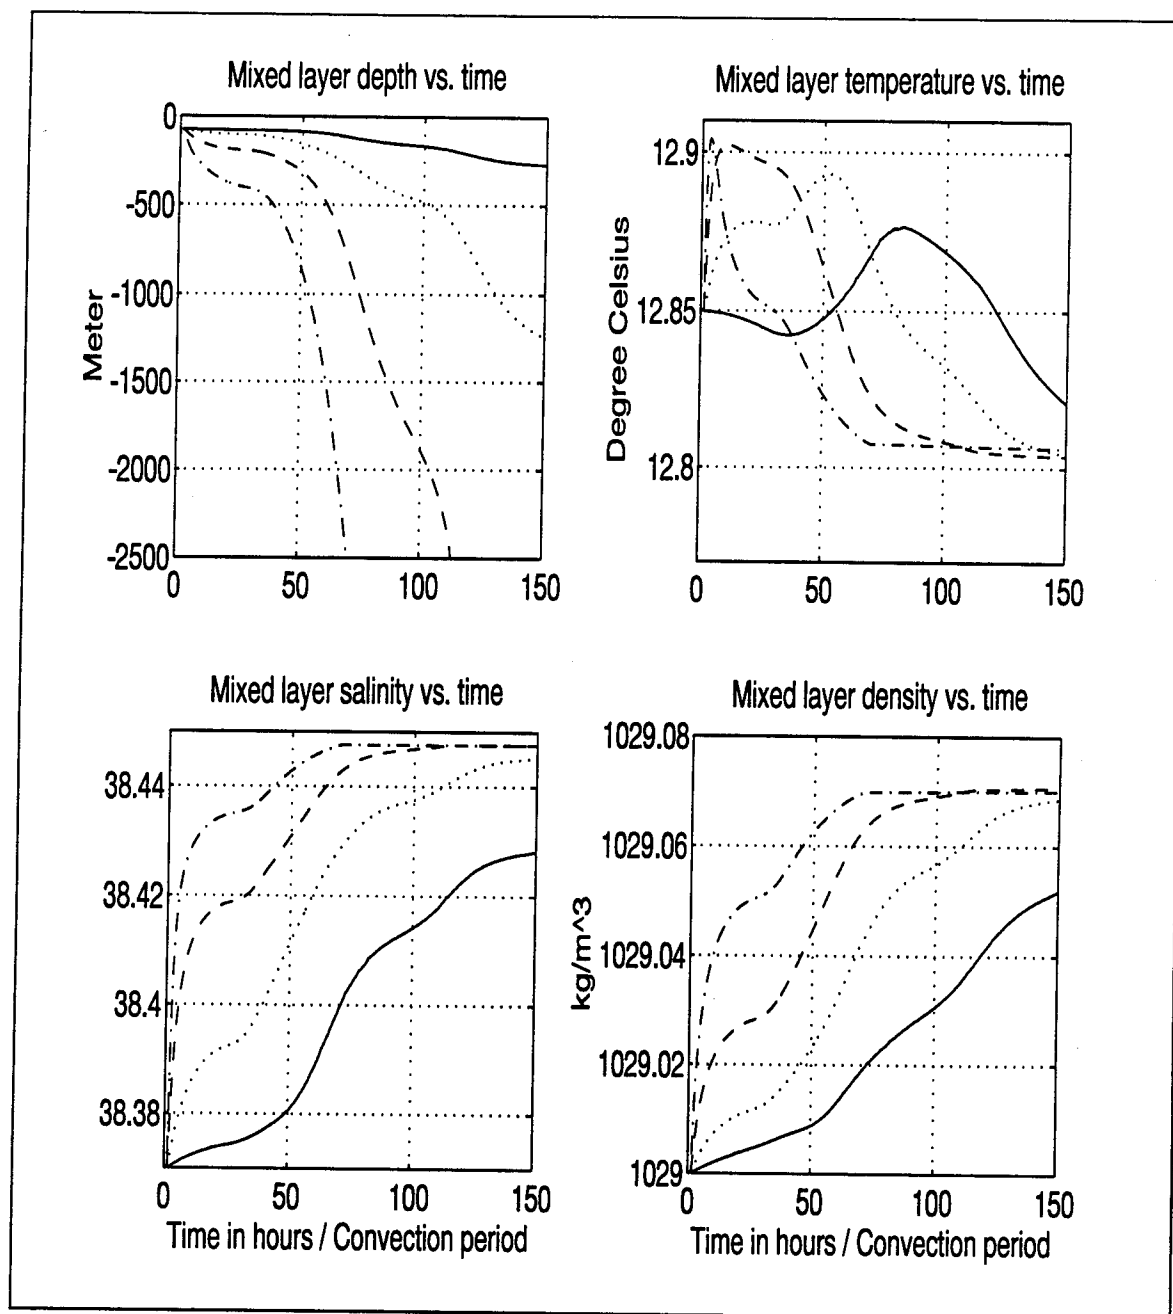 Mixed layer depth vs. time
0
-500
-1000
-1500
-2000
-2500
Meter
0 50 100 150
Mixed layer temperature vs. time
12.9
12.85
12.8
Degree Celsius
0 50 100 150
Mixed layer salinity vs. time
38.44
38.42
38.4
38.38
0 50 100 150
Time in hours / Convection period
Mixed layer density vs. time
1029.08
1029.06
1029.04
1029.02
1029
kg/m^3
0 50 100 150
Time in hours / Convection period